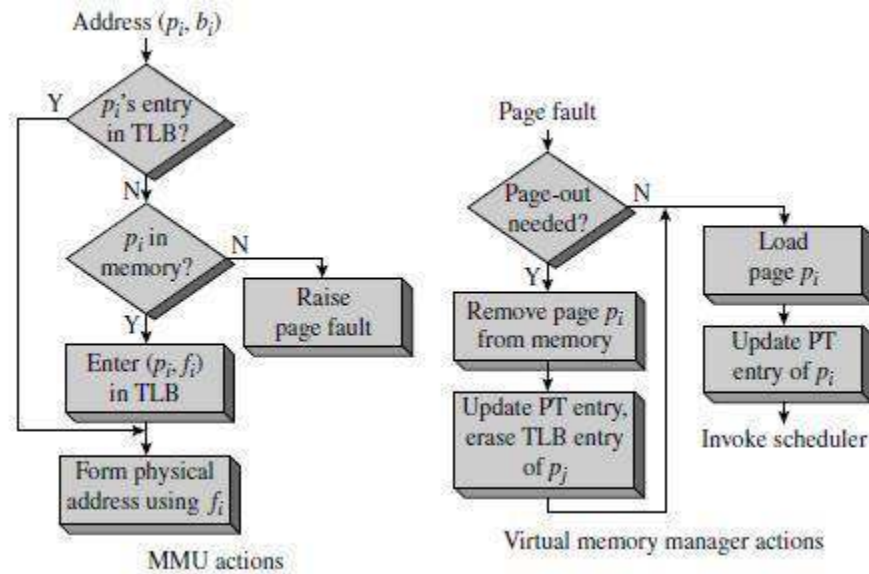 Address (pᵢ, bᵢ)
Y
pᵢ's entry
in TLB?
N
pᵢ in
memory?
N
Y
Raise
page fault
Enter (pᵢ, fᵢ)
in TLB
Form physical
address using fᵢ
MMU actions
Page fault
Page-out
needed?
N
Y
Remove page pᵢ
from memory
Update PT entry,
erase TLB entry
of pⱼ
Load
page pᵢ
Update PT
entry of pᵢ
Invoke scheduler
Virtual memory manager actions